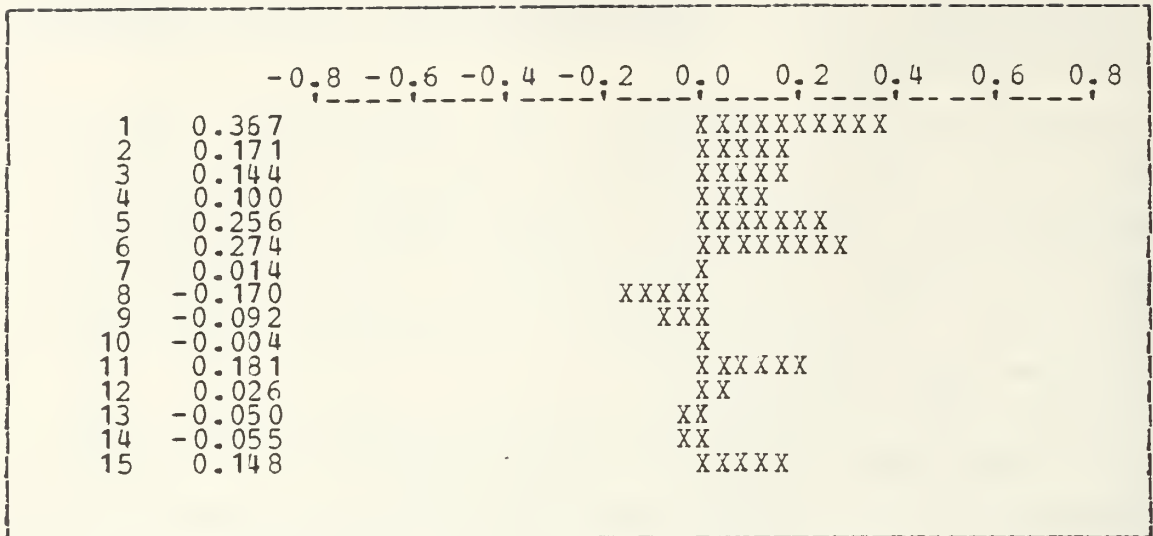 -0.8 -0.6 -0.4 -0.2 0.0 0.2 0.4 0.6 0.8
1 0.367 XXXXXXXXXX
2 0.171 XXXXX
3 0.144 XXXXX
4 0.100 XXXX
5 0.256 XXXXXXX
6 0.274 XXXXXXXX
7 0.014 X
8 -0.170 XXXXX
9 -0.092 XXX
10 -0.004 X
11 0.181 XXXXXX
12 0.026 XX
13 -0.050 XX
14 -0.055 XX
15 0.148 XXXXX